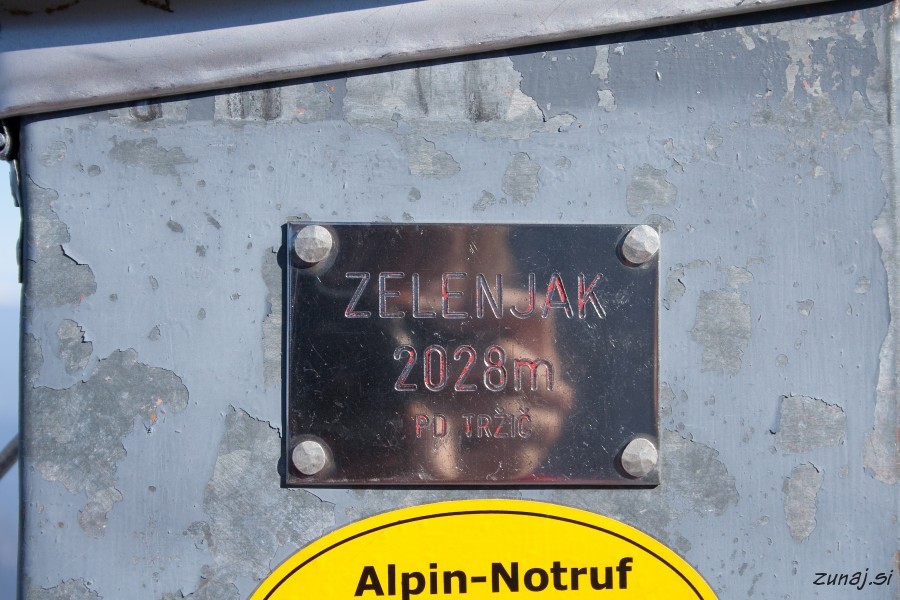 ZELENJAK
2028m
PD TRŽIČ
Alpin-Notruf
zunaj.si